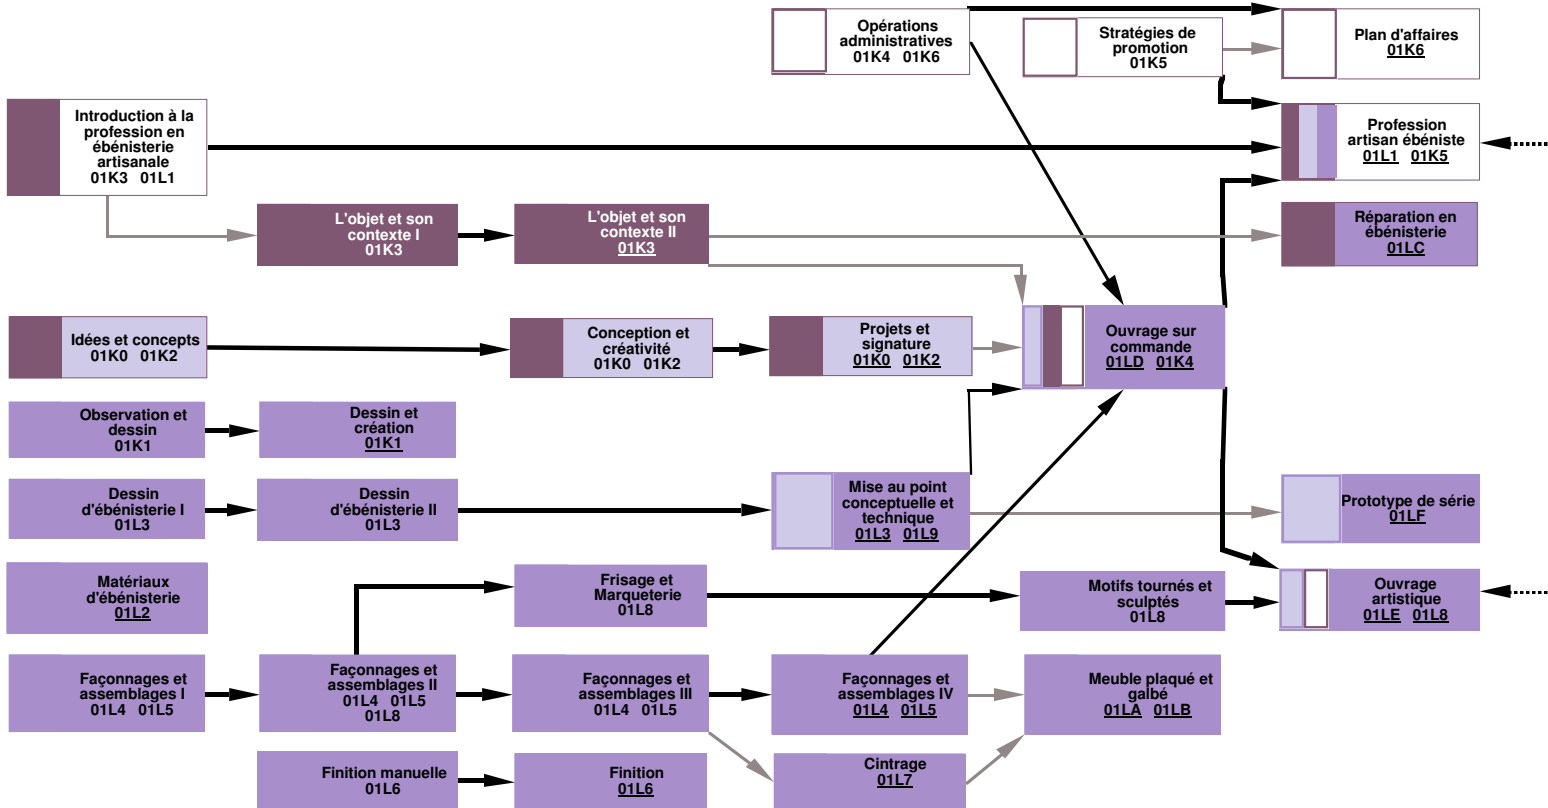 Opérations
administratives
01K4 01K6
Stratégies de
promotion
01K5
Plan d'affaires
01K6
Introduction à la
profession en
ébénisterie
artisanale
01K3 01L1
Profession
artisan ébéniste
01L1 01K5
L'objet et son
contexte I
01K3
L'objet et son
contexte II
01K3
Réparation en
ébénisterie
01LC
Idées et concepts
01K0 01K2
Conception et
créativité
01K0 01K2
Projets et
signature
01K0 01K2
Ouvrage sur
commande
01LD 01K4
Observation et
dessin
01K1
Dessin et
création
01K1
Dessin
d'ébénisterie I
01L3
Dessin
d'ébénisterie II
01L3
Mise au point
conceptuelle et
technique
01L3 01L9
Prototype de série
01LF
Matériaux
d'ébénisterie
01L2
Frisage et
Marqueterie
01L8
Motifs tournés et
sculptés
01L8
Ouvrage
artistique
01LE 01L8
Façonnages et
assemblages I
01L4 01L5
Façonnages et
assemblages II
01L4 01L5
01L8
Façonnages et
assemblages III
01L4 01L5
Façonnages et
assemblages IV
01L4 01L5
Meuble plaqué et
galbé
01LA 01LB
Finition manuelle
01L6
Finition
01L6
Cintrage
01L7